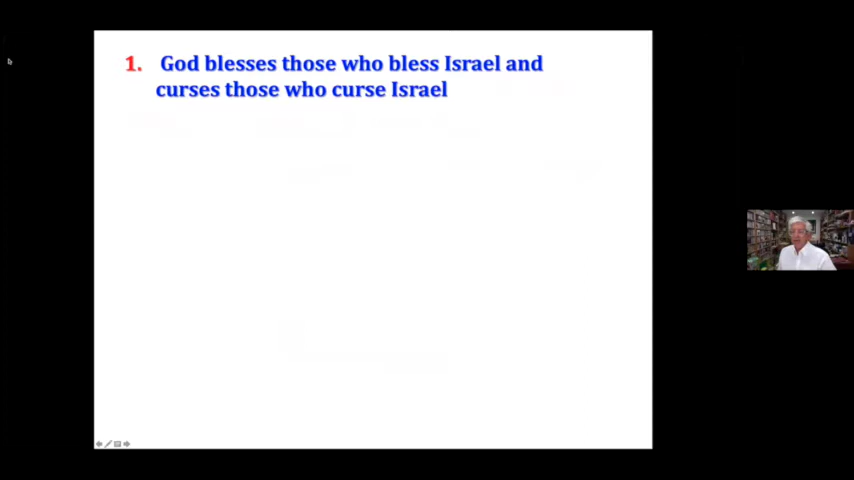 1. God blesses those who bless Israel and
curses those who curse Israel